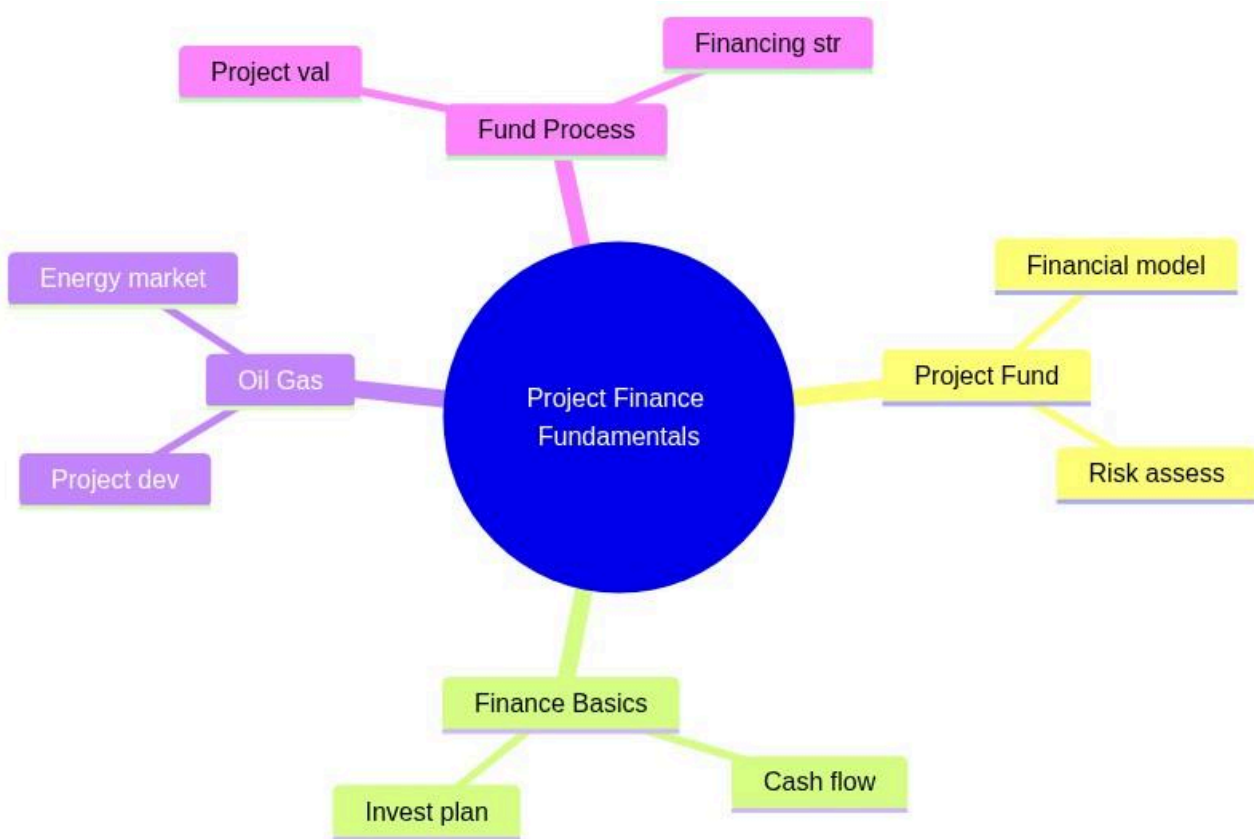 Financing str
Project val
Fund Process
Energy market
Oil Gas
Project dev
Project Finance
Fundamentals
Financial model
Project Fund
Risk assess
Finance Basics
Cash flow
Invest plan